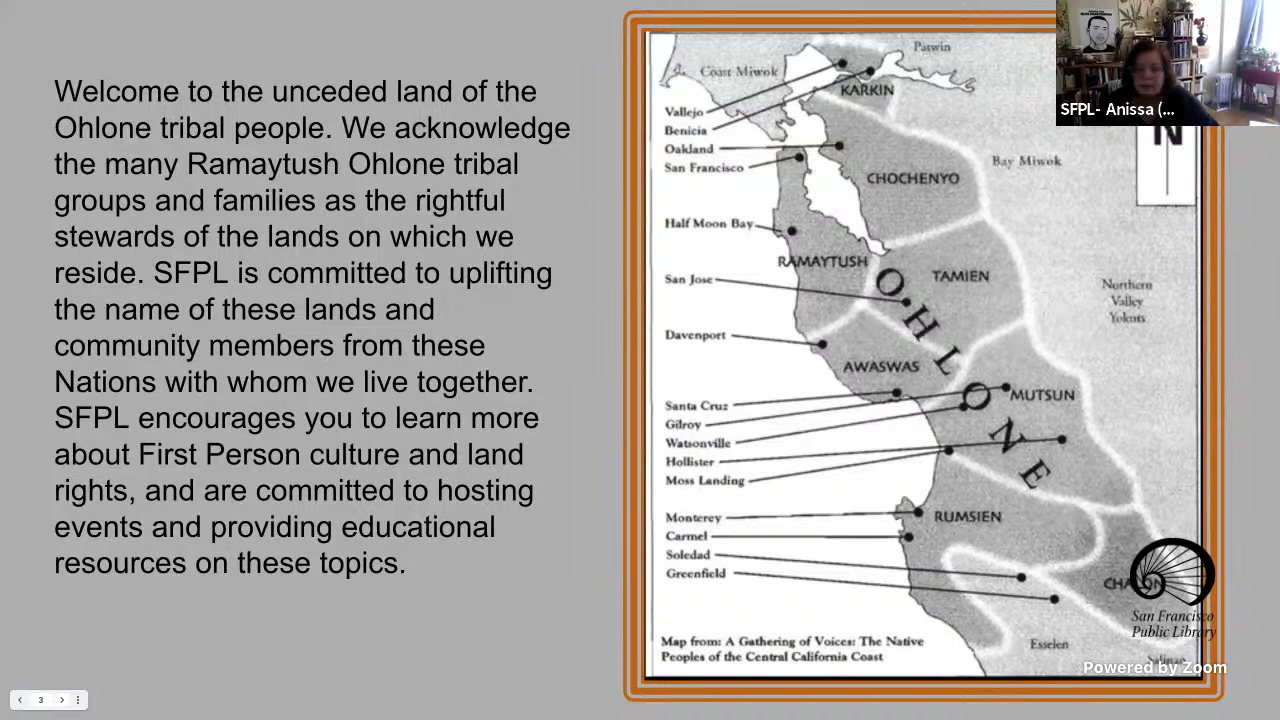 Welcome to the unceded land of the
Ohlone tribal people. We acknowledge
the many Ramaytush Ohlone tribal
groups and families as the rightful
stewards of the lands on which we
reside. SFPL is committed to uplifting
the name of these lands and
community members from these
Nations with whom we live together.
SFPL encourages you to learn more
about First Person culture and land
rights, and are committed to hosting
events and providing educational
resources on these topics.
Patwin
Coast Miwok
KARKIN
Vallejo
Benicia
Oakland
San Francisco
CHOCHENYO
Bay Miwok
Half Moon Bay
RAMAYTUSH
TAMIEN
San Jose
Northern
Valley
Yokuts
OHLONE
Davenport
AWASWAS
Santa Cruz
MUTSUN
Gilroy
Watsonville
Hollister
Moss Landing
Monterey
RUMSIEN
Carmel
Soledad
Greenfield
Esselen
Map from: A Gathering of Voices: The Native
Peoples of the Central California Coast
N
SFPL- Anissa (...
San Francisco
Public Library
Powered by Zoom
3